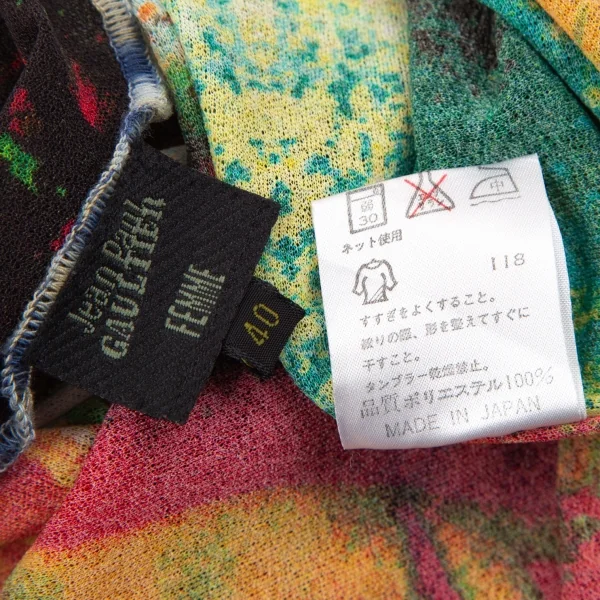 Jean Paul
GAULTIER
FEMME
40
弱
30
中
ネット使用
118
すすぎをよくすること。
絞りの際、形を整えてすぐに
干すこと。
タンブラー乾燥禁止。
品質ポリエステル100%
MADE IN JAPAN